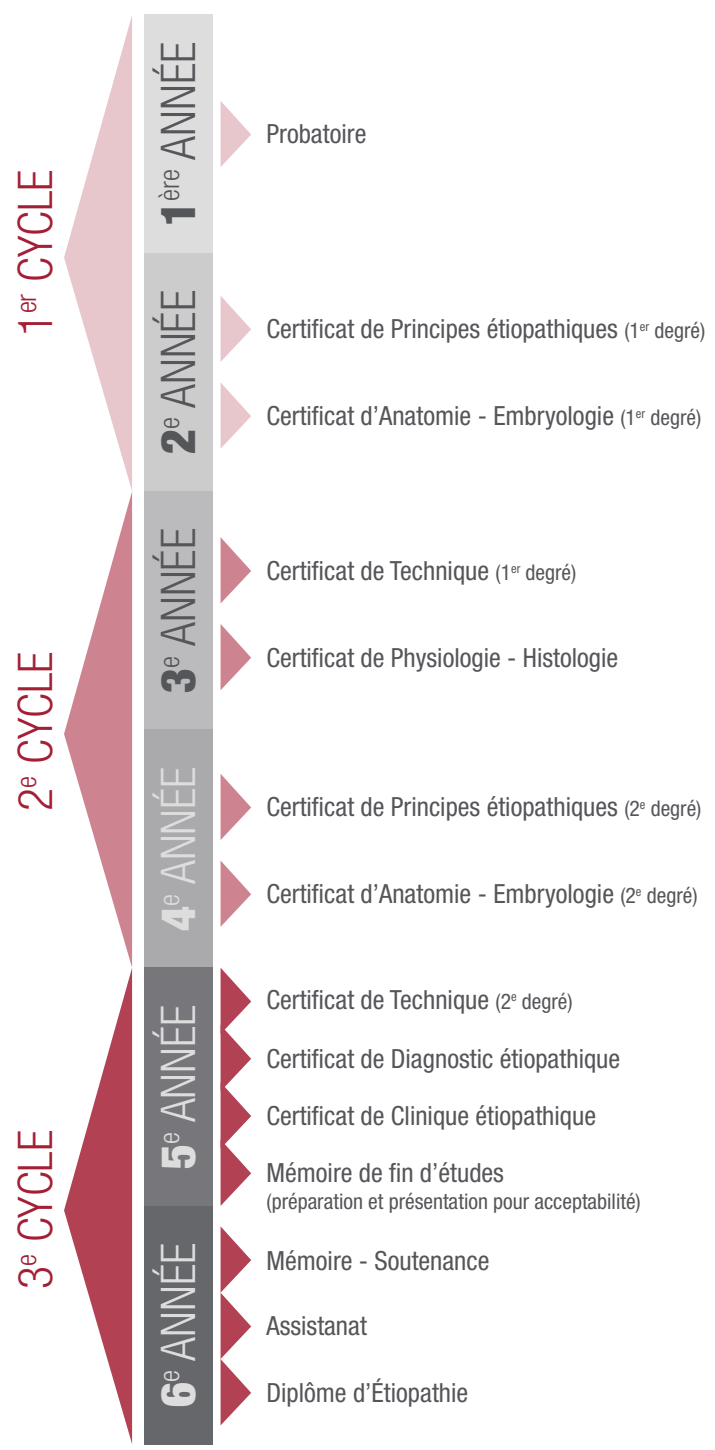 1er CYCLE
1ère ANNÉE
Probatoire
2e ANNÉE
Certificat de Principes étiopathiques (1er degré)
Certificat d'Anatomie - Embryologie (1er degré)
2e CYCLE
3e ANNÉE
Certificat de Technique (1er degré)
Certificat de Physiologie - Histologie
4e ANNÉE
Certificat de Principes étiopathiques (2e degré)
Certificat d'Anatomie - Embryologie (2e degré)
3e CYCLE
5e ANNÉE
Certificat de Technique (2e degré)
Certificat de Diagnostic étiopathique
Certificat de Clinique étiopathique
Mémoire de fin d'études
(préparation et présentation pour acceptabilité)
6e ANNÉE
Mémoire - Soutenance
Assistanat
Diplôme d'Étiopathie